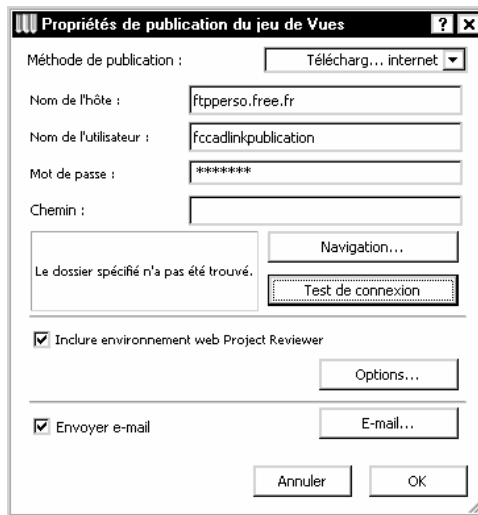 Propriétés de publication du jeu de Vues ? X
Méthode de publication : Télécharg... internet
Nom de l'hôte : ftpperso.free.fr
Nom de l'utilisateur : fccadlinkpublication
Mot de passe : *******
Chemin :
Le dossier spécifié n'a pas été trouvé.
Navigation...
Test de connexion
Inclure environnement web Project Reviewer
Options...
Envoyer e-mail
E-mail...
Annuler OK